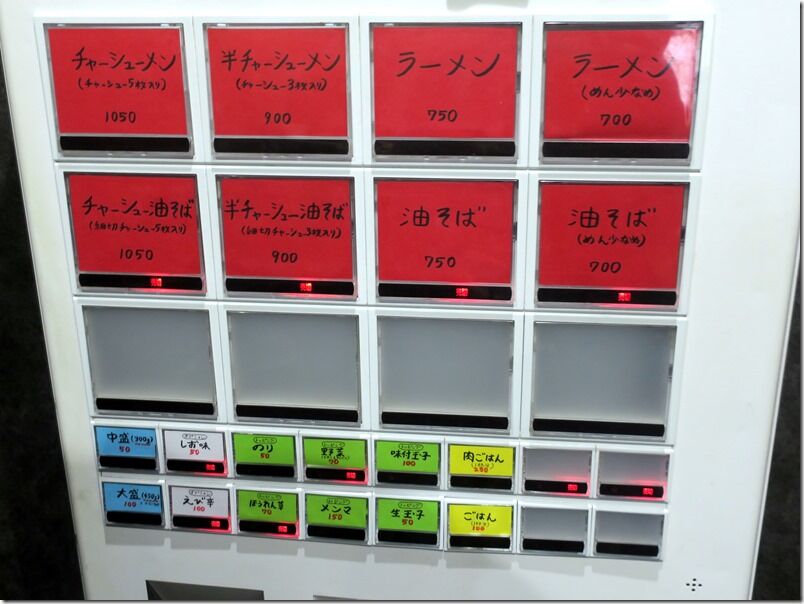 チャーシューメン
(チャーシュー5枚入り)
1050
半チャーシューメン
(チャーシュー3枚入り)
900
ラーメン
750
ラーメン
(めん少なめ)
700
チャーシュー油そば
(細切チャーシュー5枚入り)
1050
半チャーシュー油そば
(細切チャーシュー3枚入り)
900
油そば
750
油そば
(めん少なめ)
700
中盛(300g)
50
しお味
50
のり
50
野菜
70
味付玉子
100
肉ごはん
250
大盛(450g)
100
えび辛
100
ほうれん草
70
メンマ
150
生玉子
50
ごはん
100